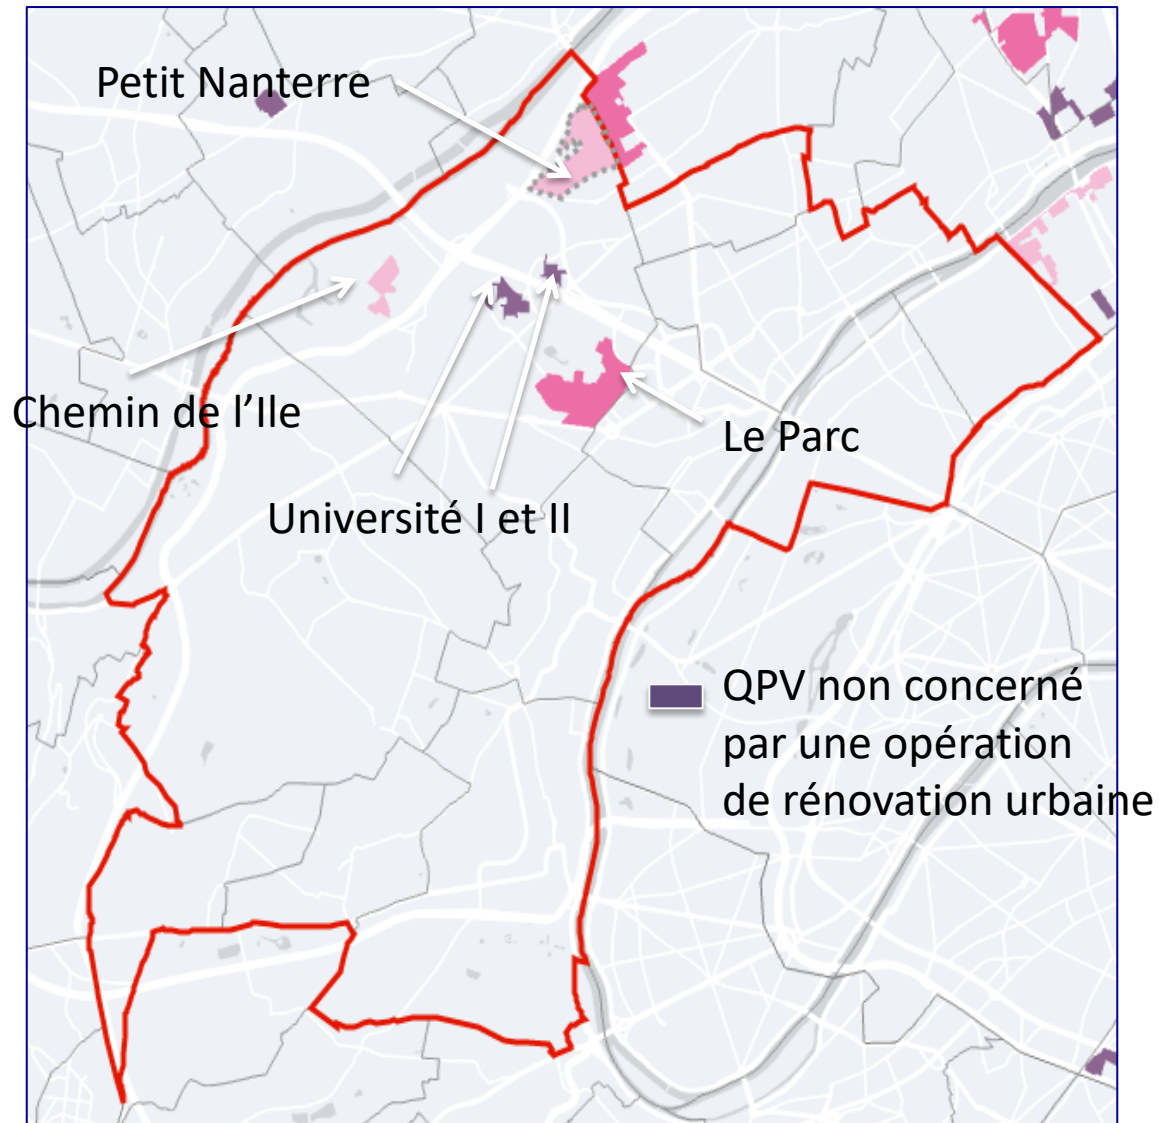 Petit Nanterre
Chemin de l’Ile
Le Parc
Université I et II
QPV non concerné
par une opération
de rénovation urbaine